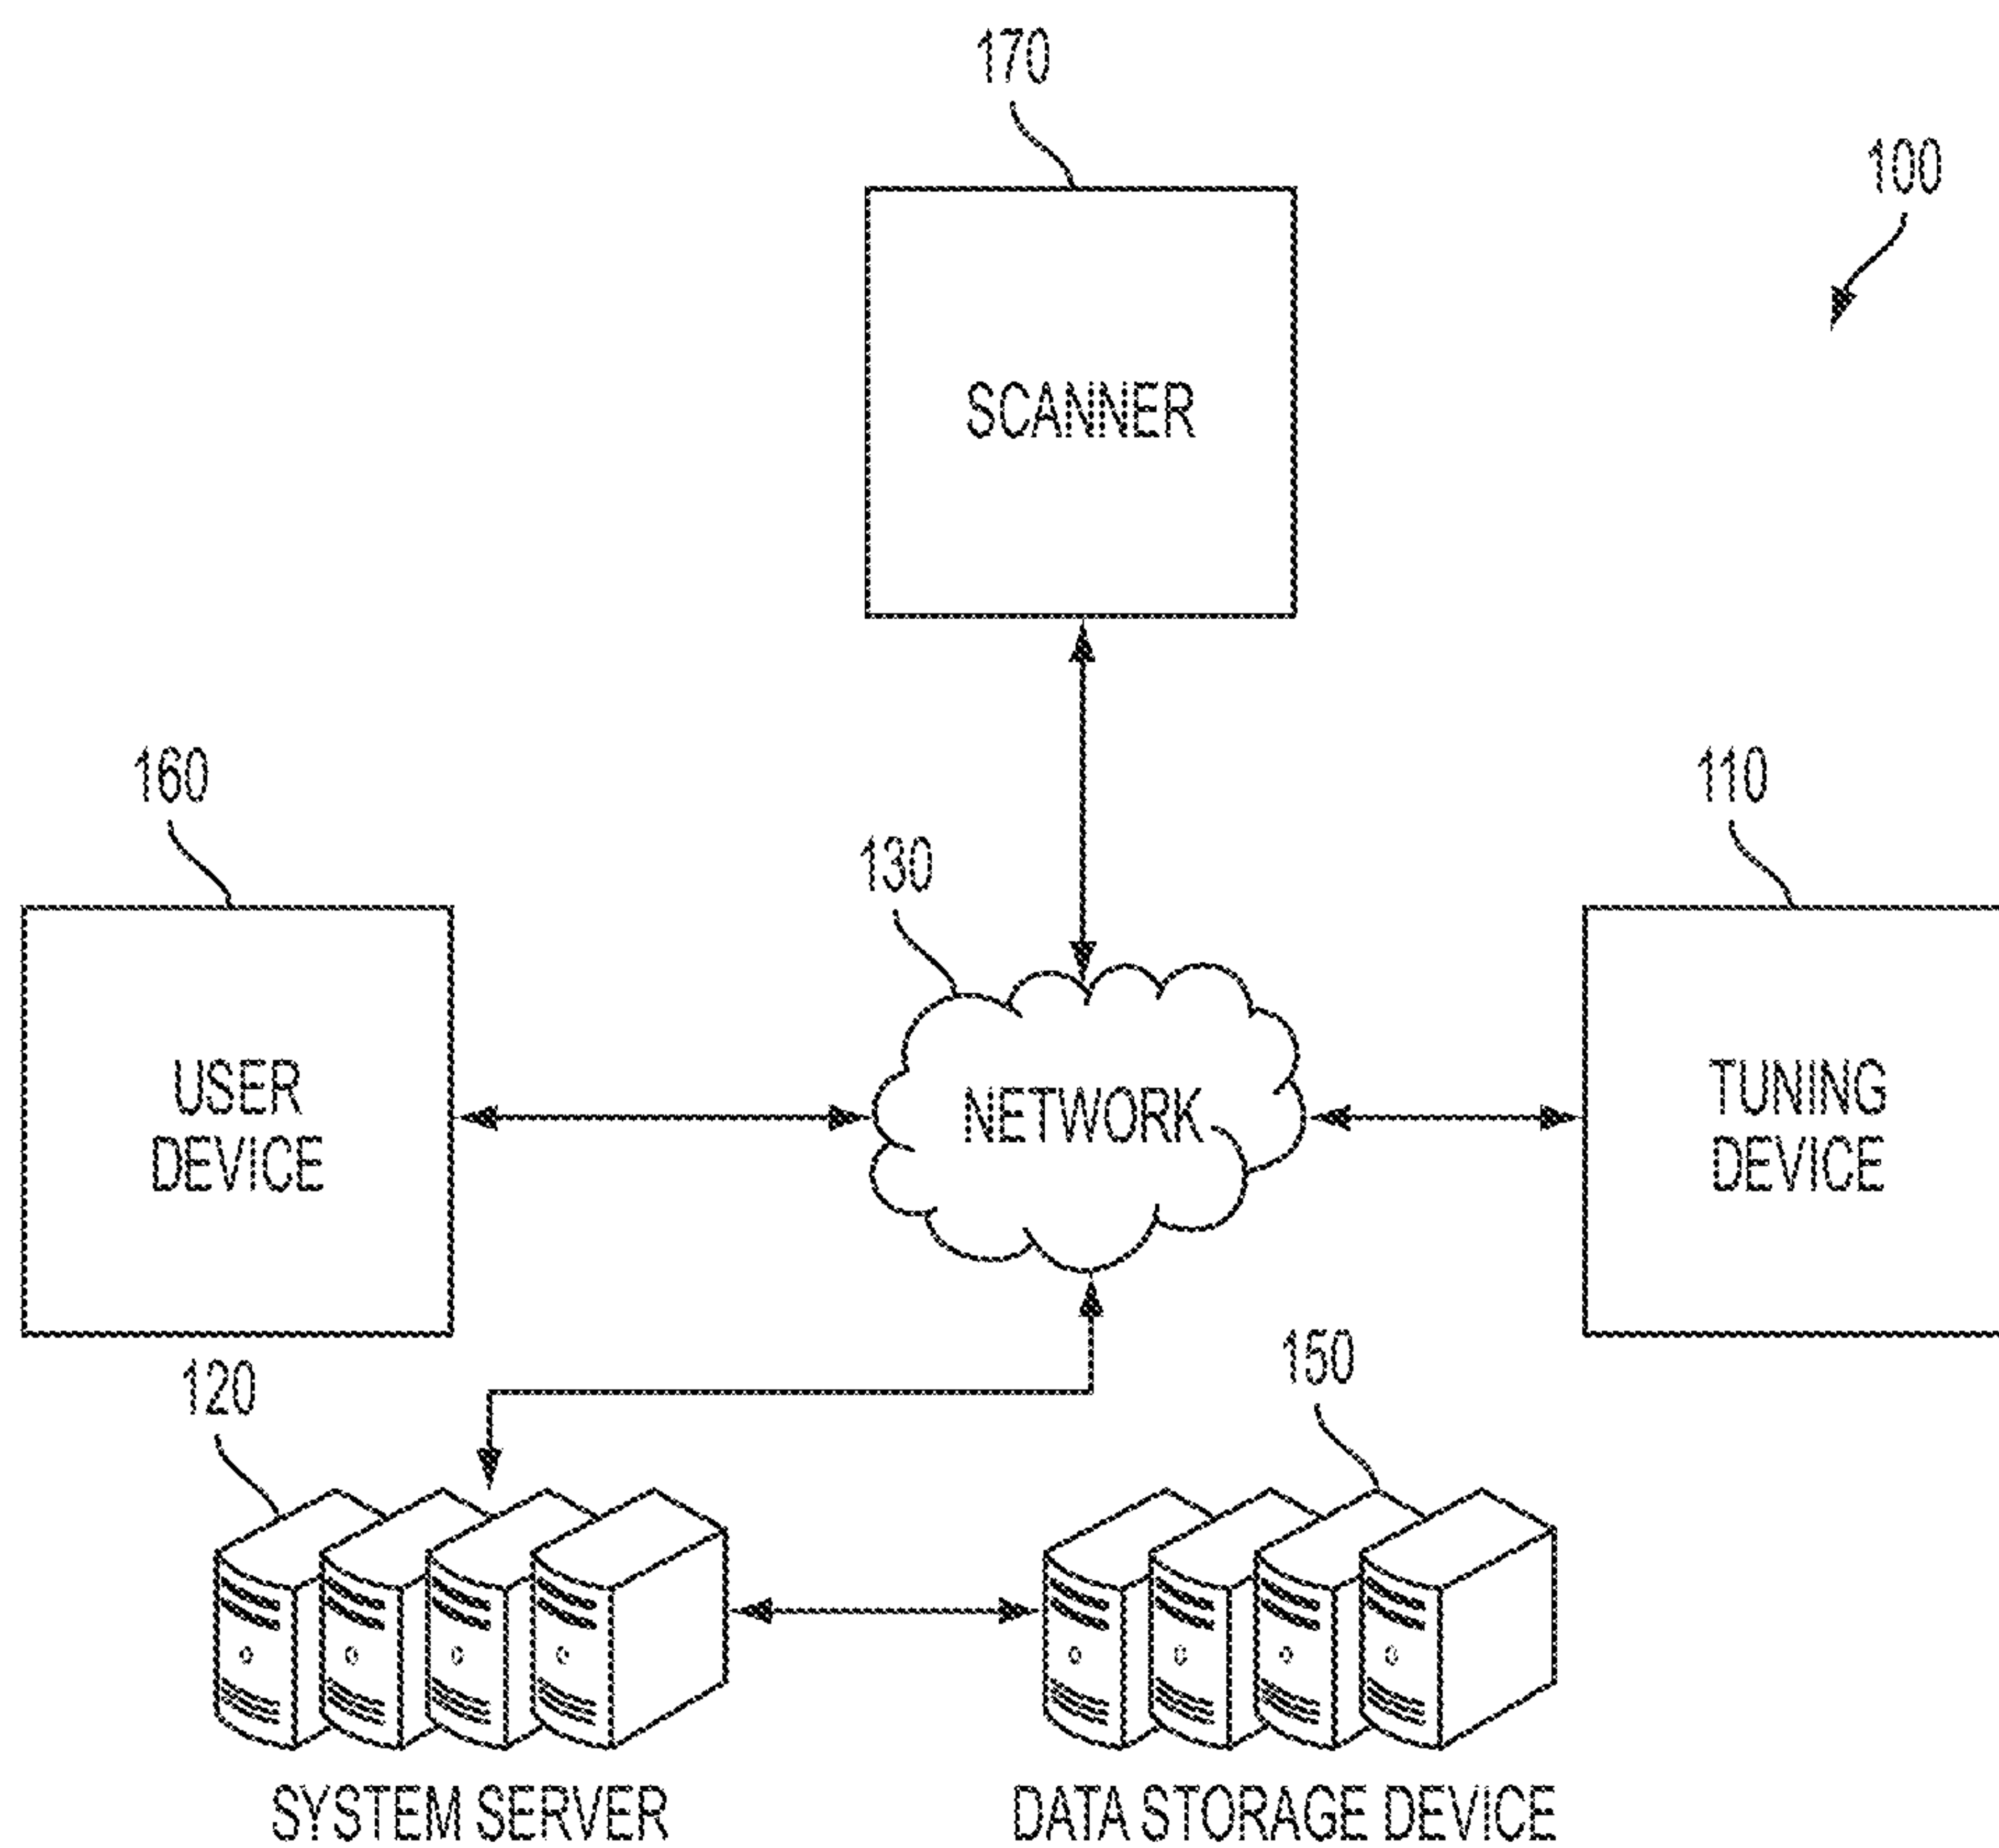 170
100
SCANNER
160
110
130
USER
DEVICE
NETWORK
TUNING
DEVICE
120
150
SYSTEM SERVER
DATA STORAGE DEVICE